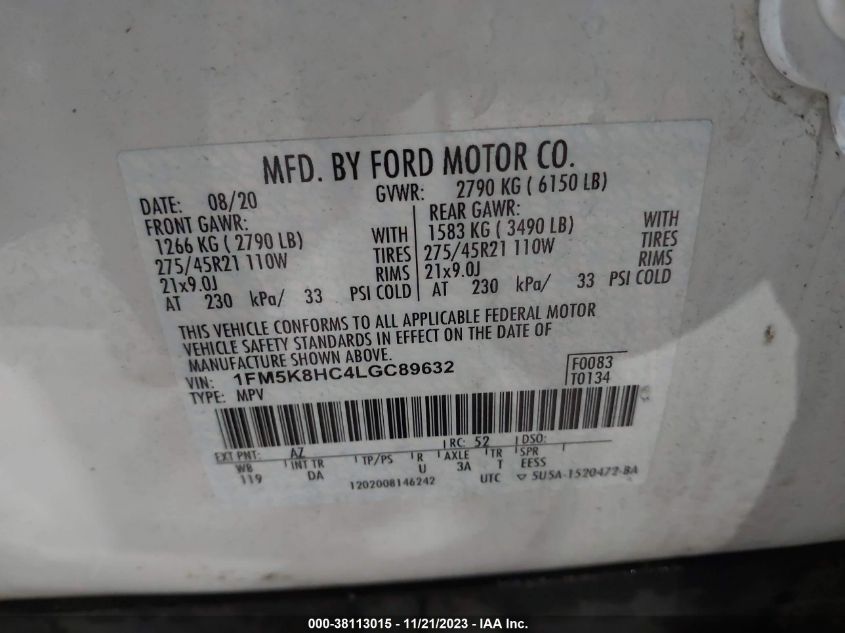 MFD. BY FORD MOTOR CO.
DATE: 08/20 GVWR: 2790 KG ( 6150 LB)
FRONT GAWR: REAR GAWR:
1266 KG ( 2790 LB) WITH 1583 KG ( 3490 LB) WITH
275/45R21 110W TIRES 275/45R21 110W TIRES
21x9.0J RIMS 21x9.0J RIMS
AT 230 kPa/ 33 PSI COLD AT 230 kPa/ 33 PSI COLD
THIS VEHICLE CONFORMS TO ALL APPLICABLE FEDERAL MOTOR
VEHICLE SAFETY STANDARDS IN EFFECT ON THE DATE OF
MANUFACTURE SHOWN ABOVE.
VIN: 1FM5K8HC4LGC89632 F0083
TYPE: MPV T0134
EXT PNT: AZ RC: 52 DSO:
WB INT TR TP/PS R AXLE TR SPR
119 DA U 3A T EESS
1202008146242 UTC ▽ 5U5A-1520472-BA
000-38113015 - 11/21/2023 - IAA Inc.